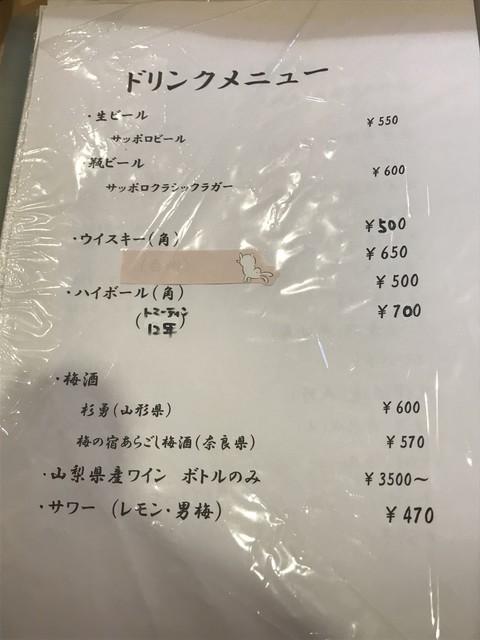 ドリンクメニュー
・生ビール ¥550
サッポロビール
・瓶ビール ¥600
サッポロクラシックラガー
・ウイスキー(角) ¥500
¥650
・ハイボール(角) ¥500
(トミーティン12年) ¥700
・梅酒
杉勇(山形県) ¥600
梅の宿あらごし梅酒(奈良県) ¥570
・山梨県産ワイン ボトルのみ ¥3500〜
・サワー (レモン・男梅) ¥470